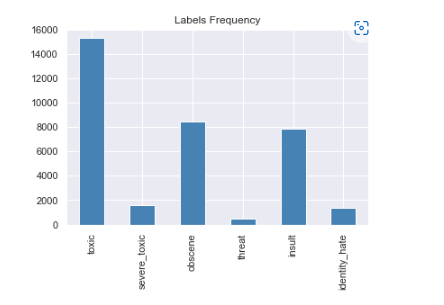 Labels Frequency
16000
14000
12000
10000
8000
6000
4000
2000
0
toxic
severe_toxic
obscene
threat
insult
identity_hate